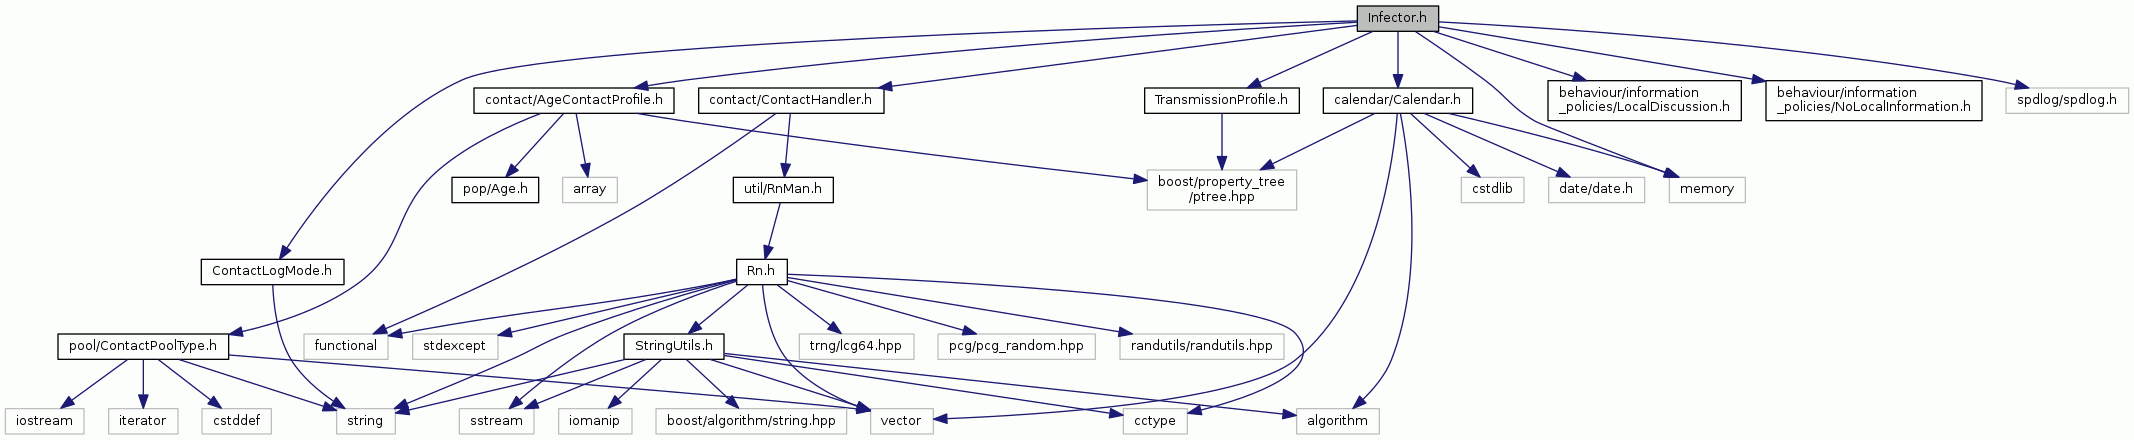 Infector.h
contact/AgeContactProfile.h
contact/ContactHandler.h
TransmissionProfile.h
calendar/Calendar.h
behaviour/information
_policies/LocalDiscussion.h
behaviour/information
_policies/NoLocalInformation.h
spdlog/spdlog.h
pop/Age.h
array
util/RnMan.h
boost/property_tree
/ptree.hpp
cstdlib
date/date.h
memory
ContactLogMode.h
Rn.h
pool/ContactPoolType.h
functional
stdexcept
StringUtils.h
trng/lcg64.hpp
pcg/pcg_random.hpp
randutils/randutils.hpp
iostream
iterator
cstddef
string
sstream
iomanip
boost/algorithm/string.hpp
vector
cctype
algorithm